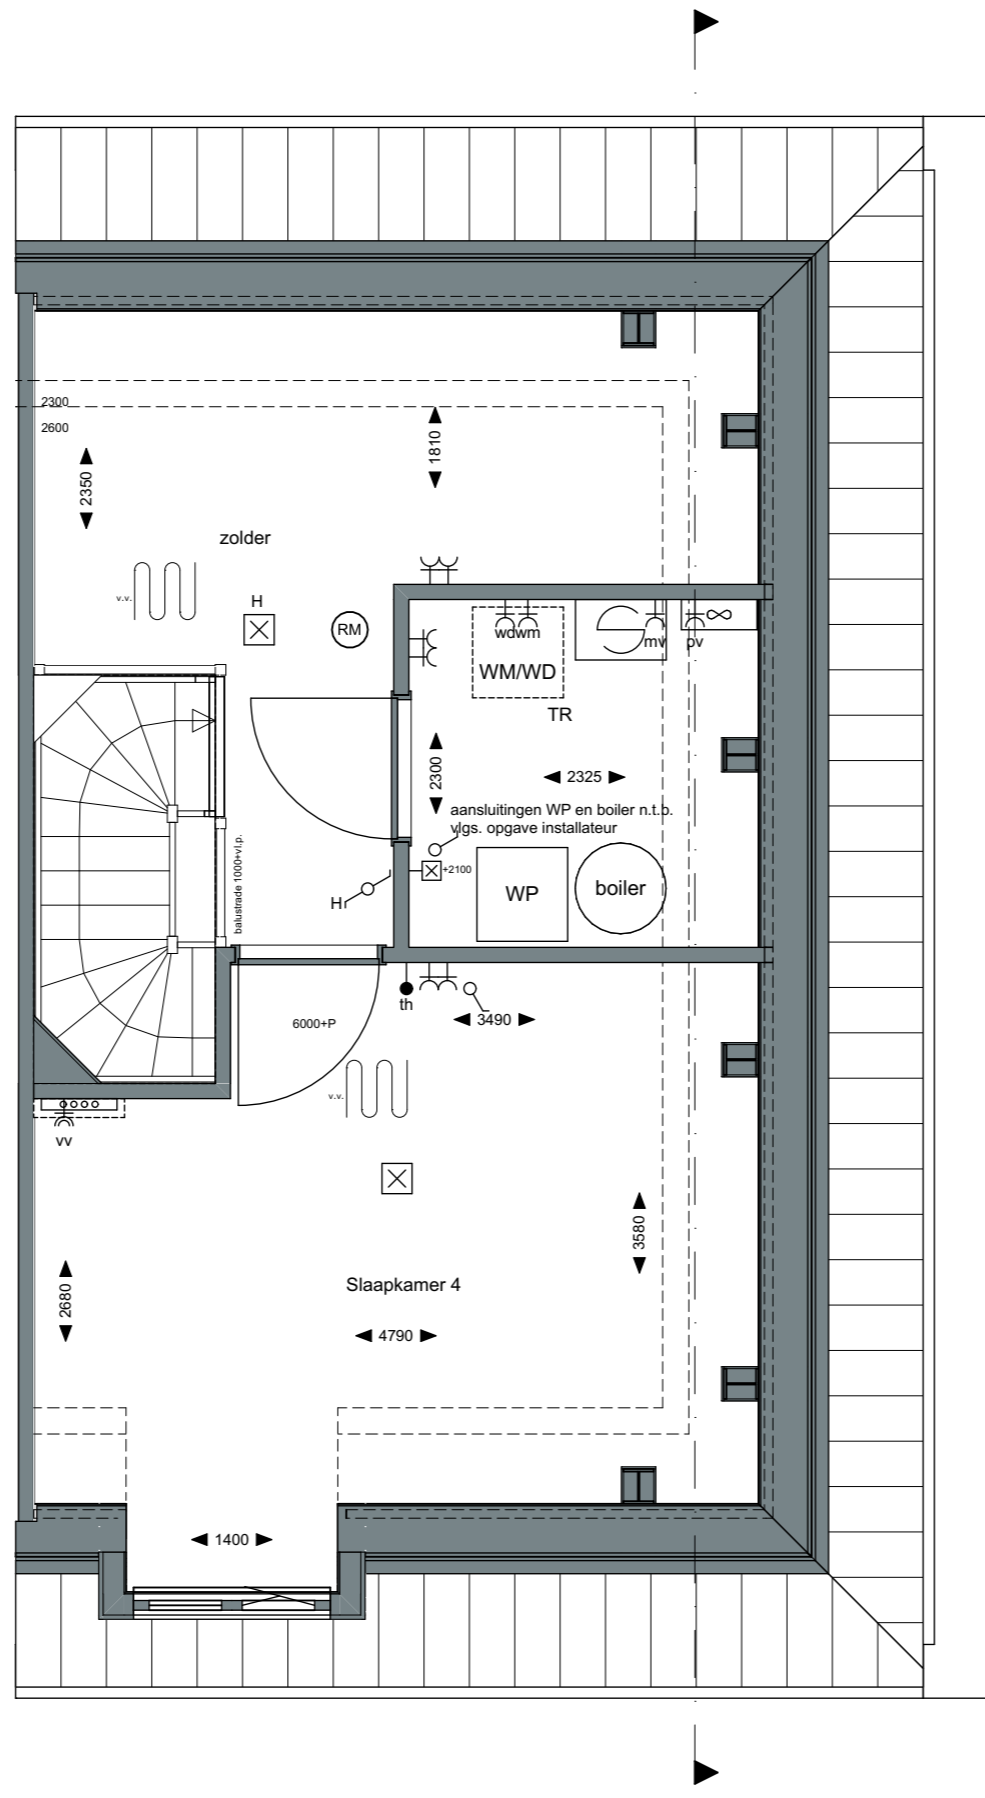 2300
2600
2350
1810
zolder
v.v.
H
RM
wdwm
mv
pv
WM/WD
TR
2300
2325
aansluitingen WP en boiler n.t.b.
vlgs. opgave installateur
+2100
balustrade 1000+vl.p.
H
WP
boiler
th
3490
6000+P
v.v.
vv
3580
Slaapkamer 4
2680
4790
1400